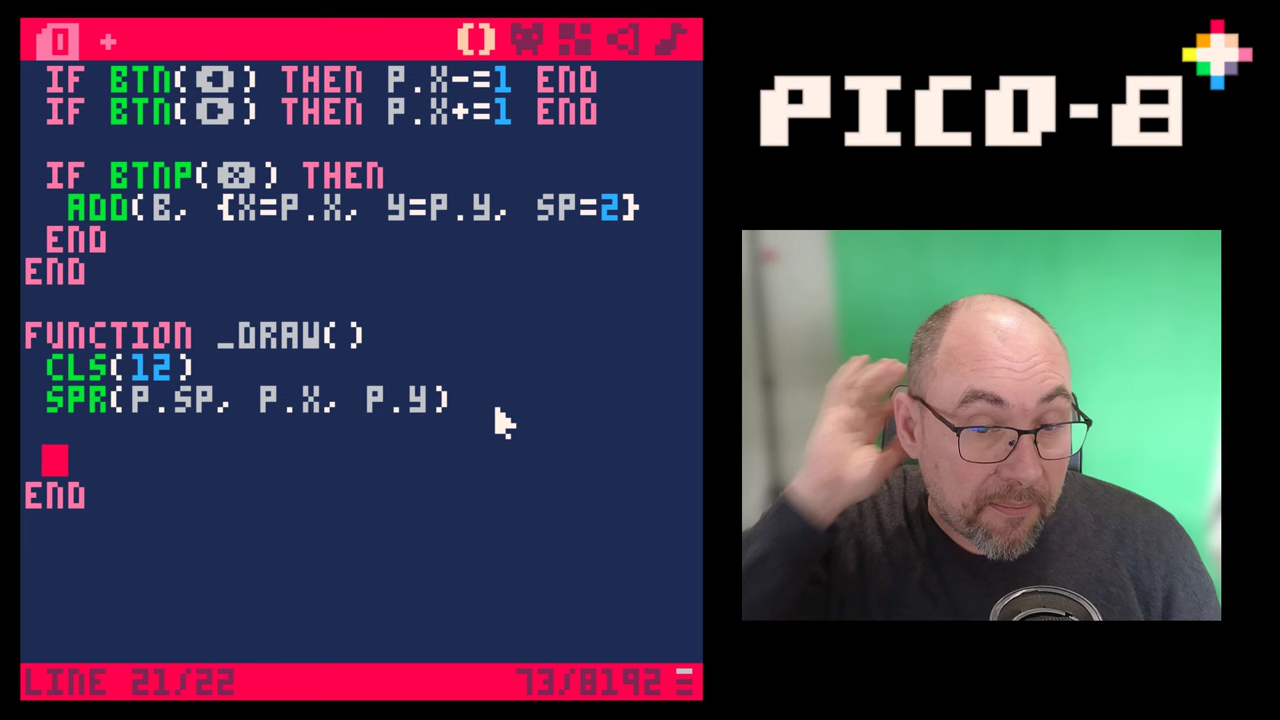 IF BTN(◀) THEN P.X-=1 END
IF BTN(▶) THEN P.X+=1 END
IF BTNP(❎) THEN
ADD(B, {X=P.X, Y=P.Y, SP=2}
END
END
FUNCTION _DRAW()
CLS(12)
SPR(P.SP, P.X, P.Y)
END
LINE 21/22
73/8192
PICO-8